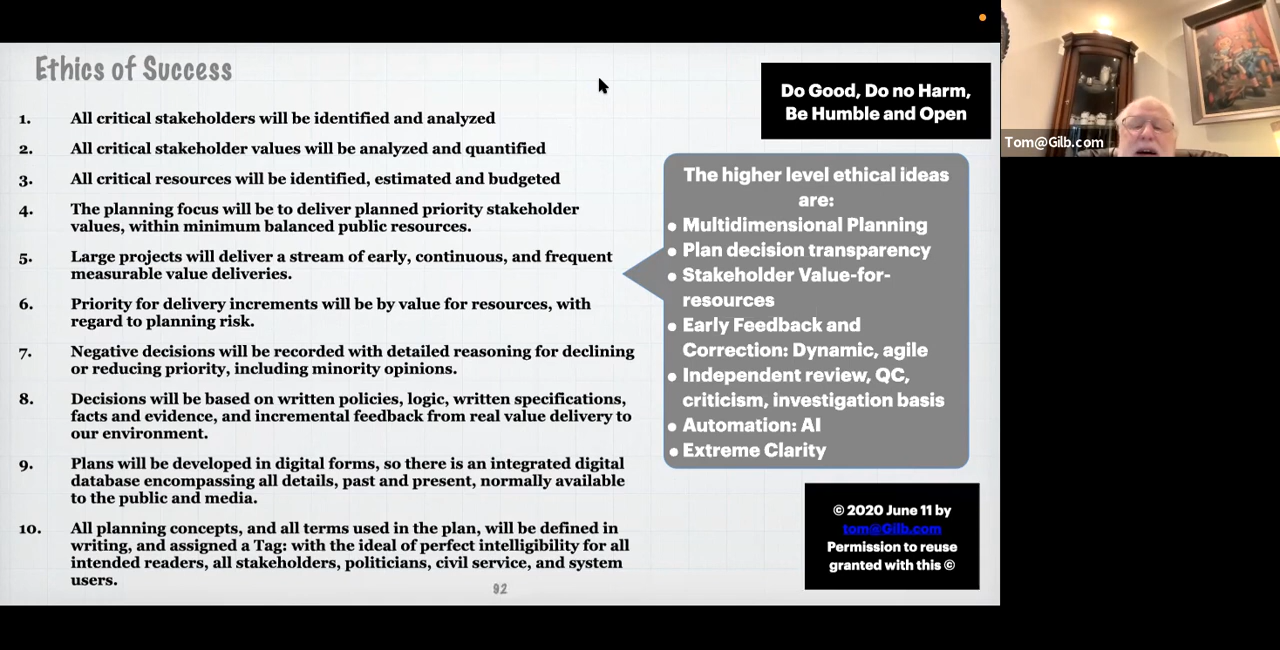 Ethics of Success
1. All critical stakeholders will be identified and analyzed
2. All critical stakeholder values will be analyzed and quantified
3. All critical resources will be identified, estimated and budgeted
4. The planning focus will be to deliver planned priority stakeholder
values, within minimum balanced public resources.
5. Large projects will deliver a stream of early, continuous, and frequent
measurable value deliveries.
6. Priority for delivery increments will be by value for resources, with
regard to planning risk.
7. Negative decisions will be recorded with detailed reasoning for declining
or reducing priority, including minority opinions.
8. Decisions will be based on written policies, logic, written specifications,
facts and evidence, and incremental feedback from real value delivery to
our environment.
9. Plans will be developed in digital forms, so there is an integrated digital
database encompassing all details, past and present, normally available
to the public and media.
10. All planning concepts, and all terms used in the plan, will be defined in
writing, and assigned a Tag: with the ideal of perfect intelligibility for all
intended readers, all stakeholders, politicians, civil service, and system
users.
92
Do Good, Do no Harm,
Be Humble and Open
The higher level ethical ideas
are:
• Multidimensional Planning
• Plan decision transparency
• Stakeholder Value-for-
resources
• Early Feedback and
Correction: Dynamic, agile
• Independent review, QC,
criticism, investigation basis
• Automation: AI
• Extreme Clarity
© 2020 June 11 by
tom@Gilb.com
Permission to reuse
granted with this ©
Tom@Gilb.com